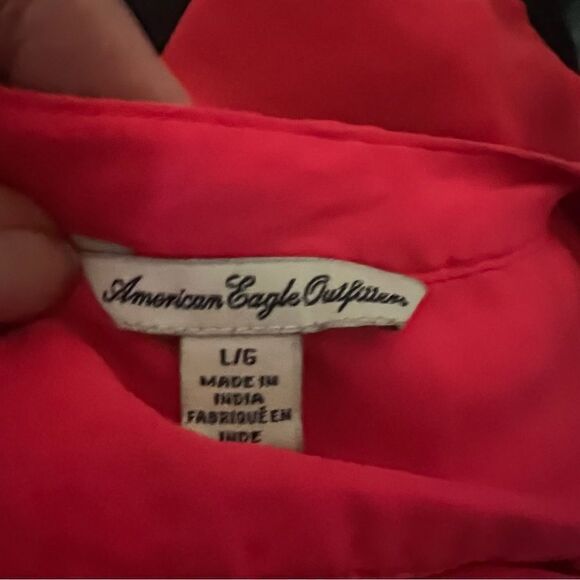 American Eagle Outfitters
L/G
MADE IN
INDIA
FABRIQUÉ EN
INDE